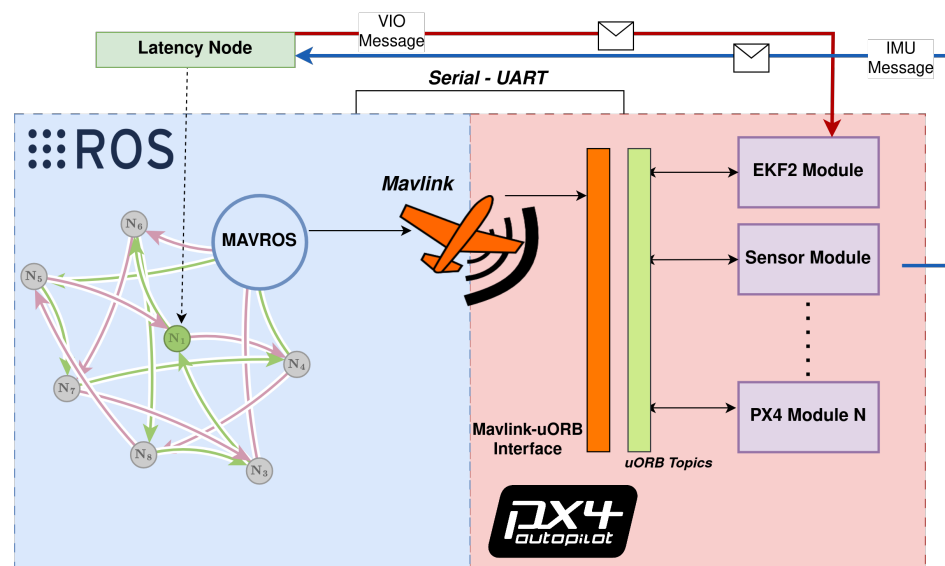 VIO
Message
Latency Node
IMU
Message
Serial - UART
ROS
Mavlink
EKF2 Module
N6
MAVROS
Sensor Module
N5
N1
N4
N7
PX4 Module N
Mavlink-uORB
Interface
N8
N3
uORB Topics
px4
autopilot